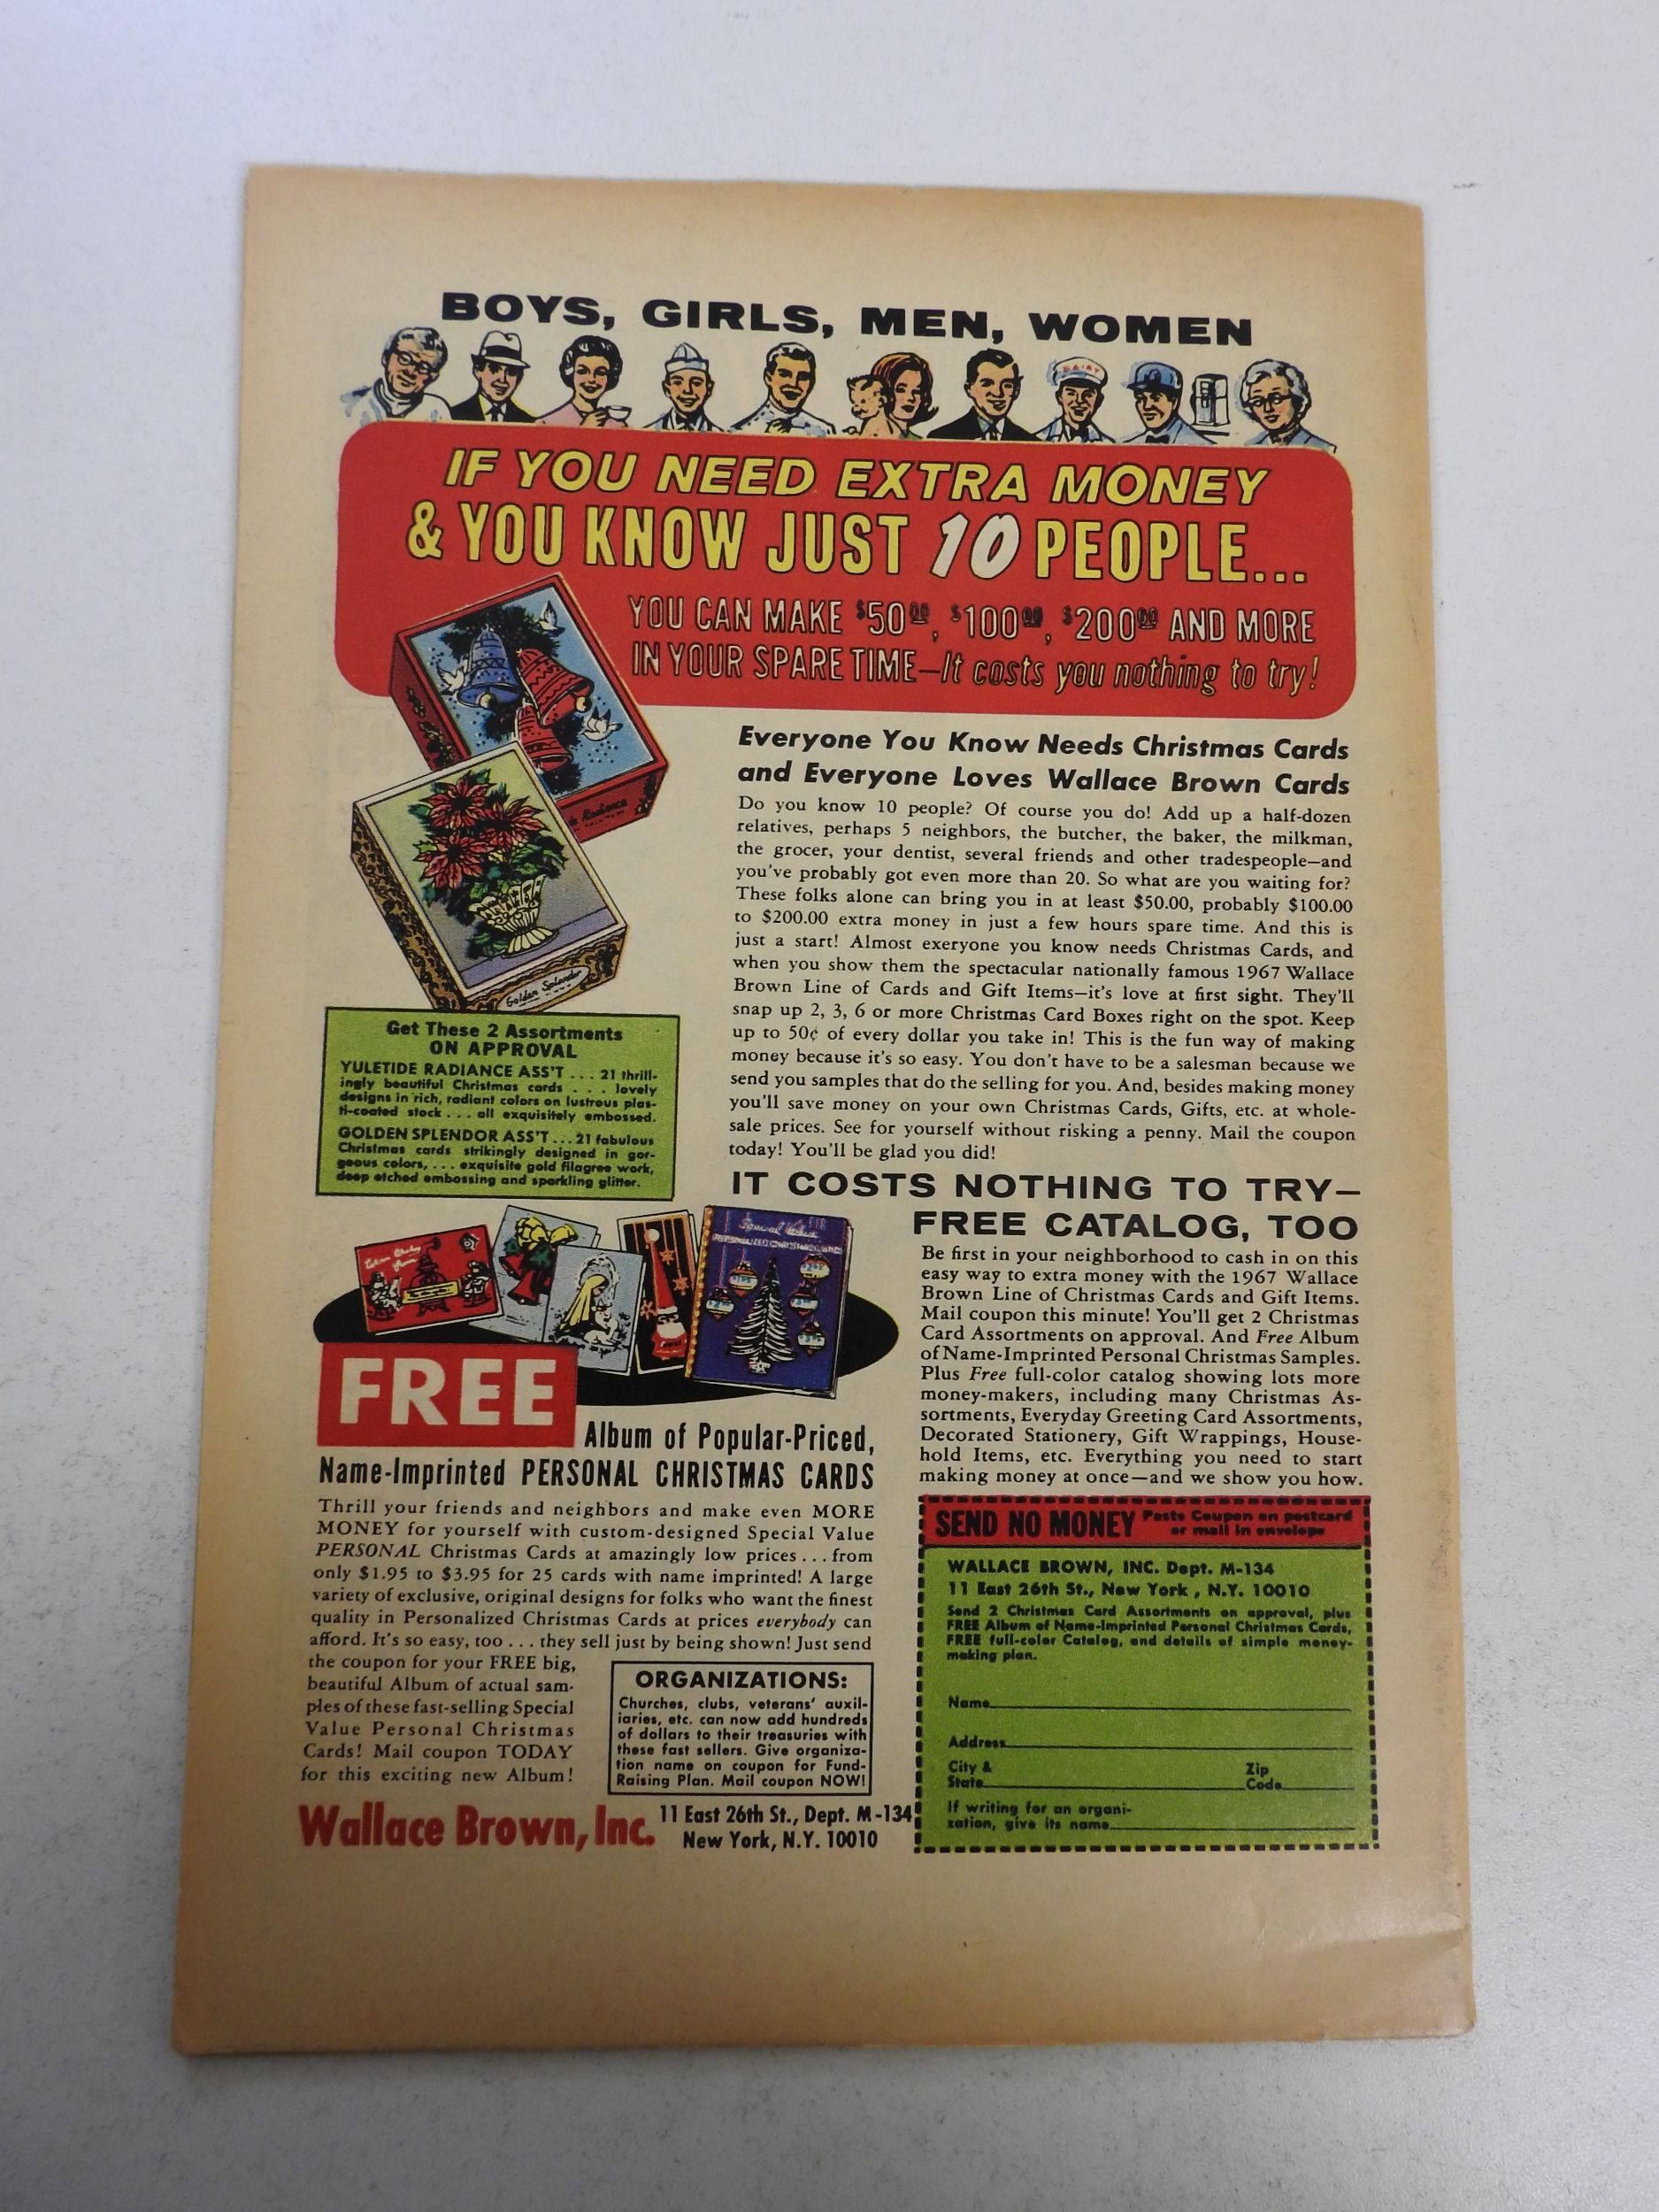 BOYS, GIRLS, MEN, WOMEN
DAIRY
IF YOU NEED EXTRA MONEY
& YOU KNOW JUST 10 PEOPLE...
YOU CAN MAKE $50.00, $100.00, $200.00 AND MORE
IN YOUR SPARE TIME—It costs you nothing to try!
Golden Splendor
Get These 2 Assortments
ON APPROVAL
YULETIDE RADIANCE ASS'T ... 21 thrill-
ingly beautiful Christmas cards . . . lovely
designs in rich, radiant colors on lustrous plas-
ti-coated stock . . . all exquisitely embossed.
GOLDEN SPLENDOR ASS'T ... 21 fabulous
Christmas cards strikingly designed in gor-
geous colors, . . . exquisite gold filagree work,
deep etched embossing and sparkling glitter.
Everyone You Know Needs Christmas Cards
and Everyone Loves Wallace Brown Cards
Do you know 10 people? Of course you do! Add up a half-dozen
relatives, perhaps 5 neighbors, the butcher, the baker, the milkman,
the grocer, your dentist, several friends and other tradespeople—and
you've probably got even more than 20. So what are you waiting for?
These folks alone can bring you in at least $50.00, probably $100.00
to $200.00 extra money in just a few hours spare time. And this is
just a start! Almost exeryone you know needs Christmas Cards, and
when you show them the spectacular nationally famous 1967 Wallace
Brown Line of Cards and Gift Items—it's love at first sight. They'll
snap up 2, 3, 6 or more Christmas Card Boxes right on the spot. Keep
up to 50¢ of every dollar you take in! This is the fun way of making
money because it's so easy. You don't have to be a salesman because we
send you samples that do the selling for you. And, besides making money
you'll save money on your own Christmas Cards, Gifts, etc. at whole-
sale prices. See for yourself without risking a penny. Mail the coupon
today! You'll be glad you did!
IT COSTS NOTHING TO TRY—
FREE CATALOG, TOO
Be first in your neighborhood to cash in on this
easy way to extra money with the 1967 Wallace
Brown Line of Christmas Cards and Gift Items.
Mail coupon this minute! You'll get 2 Christmas
Card Assortments on approval. And Free Album
of Name-Imprinted Personal Christmas Samples.
Plus Free full-color catalog showing lots more
money-makers, including many Christmas As-
sortments, Everyday Greeting Card Assortments,
Decorated Stationery, Gift Wrappings, House-
hold Items, etc. Everything you need to start
making money at once—and we show you how.
Special Value
PERSONALIZED CHRISTMAS CARDS
FREE
Album of Popular-Priced,
Name-Imprinted PERSONAL CHRISTMAS CARDS
Thrill your friends and neighbors and make even MORE
MONEY for yourself with custom-designed Special Value
PERSONAL Christmas Cards at amazingly low prices . . . from
only $1.95 to $3.95 for 25 cards with name imprinted! A large
variety of exclusive, original designs for folks who want the finest
quality in Personalized Christmas Cards at prices everybody can
afford. It's so easy, too . . . they sell just by being shown! Just send
the coupon for your FREE big,
beautiful Album of actual sam-
ples of these fast-selling Special
Value Personal Christmas
Cards! Mail coupon TODAY
for this exciting new Album!
ORGANIZATIONS:
Churches, clubs, veterans' auxil-
iaries, etc. can now add hundreds
of dollars to their treasuries with
these fast sellers. Give organiza-
tion name on coupon for Fund-
Raising Plan. Mail coupon NOW!
Wallace Brown, Inc. 11 East 26th St., Dept. M-134
New York, N.Y. 10010
SEND NO MONEY Paste Coupon on postcard
or mail in envelope
WALLACE BROWN, INC. Dept. M-134
11 East 26th St., New York , N.Y. 10010
Send 2 Christmas Card Assortments on approval, plus
FREE Album of Name-Imprinted Personal Christmas Cards,
FREE full-color Catalog, and details of simple money-
making plan.
Name
Address
City & Zip
State Code
If writing for an organi-
zation, give its name